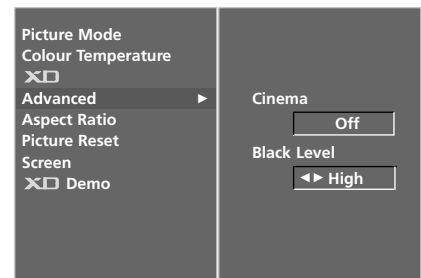 Picture Mode
Colour Temperature
XD
Advanced ►
Aspect Ratio
Picture Reset
Screen
XD Demo
Cinema
Off
Black Level
◄► High